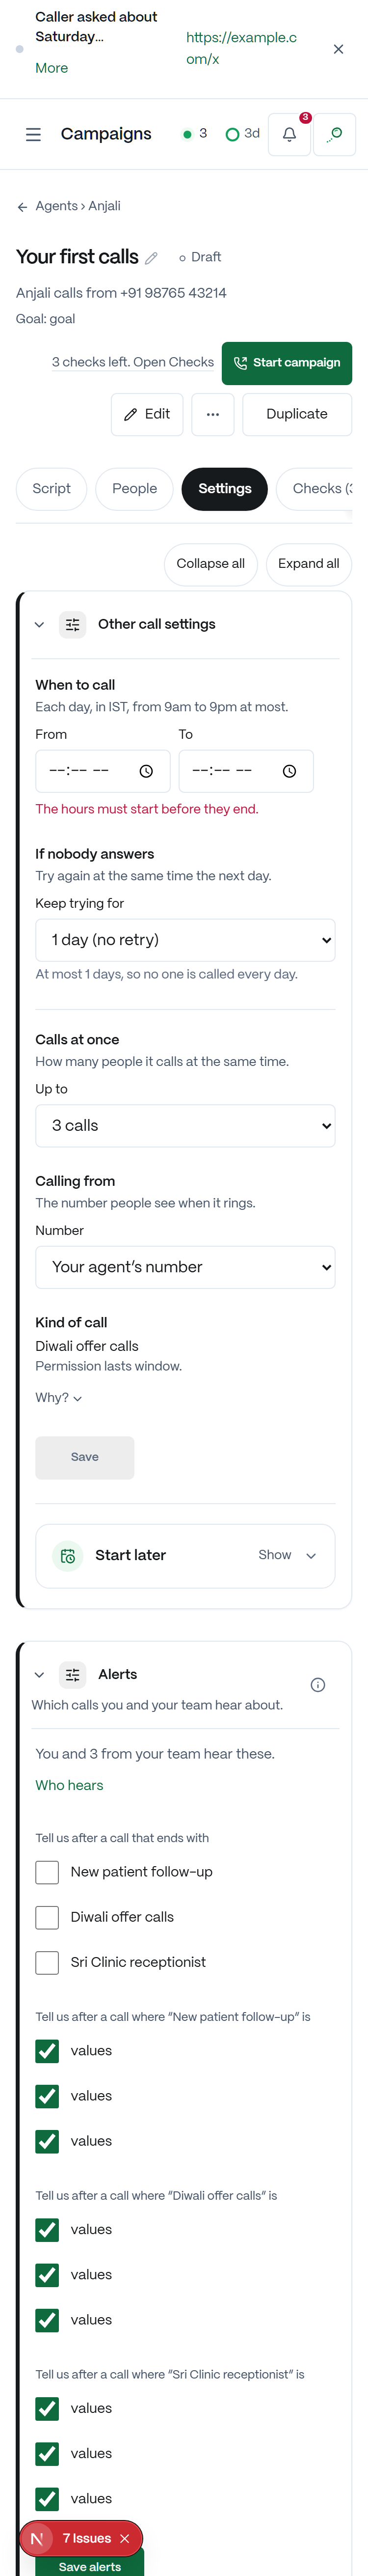 Caller asked about
Saturday...
More
https://example.c
om/x
Campaigns
3
3d
3
Agents › Anjali
Your first calls
Draft
Anjali calls from +91 98765 43214
Goal: goal
3 checks left. Open Checks
Start campaign
Edit
Duplicate
Script
People
Settings
Checks (3
Collapse all
Expand all
Other call settings
When to call
Each day, in IST, from 9am to 9pm at most.
From
To
--:-- --
--:-- --
The hours must start before they end.
If nobody answers
Try again at the same time the next day.
Keep trying for
1 day (no retry)
At most 1 days, so no one is called every day.
Calls at once
How many people it calls at the same time.
Up to
3 calls
Calling from
The number people see when it rings.
Number
Your agent's number
Kind of call
Diwali offer calls
Permission lasts window.
Why?
Save
Start later
Show
Alerts
Which calls you and your team hear about.
You and 3 from your team hear these.
Who hears
Tell us after a call that ends with
New patient follow-up
Diwali offer calls
Sri Clinic receptionist
Tell us after a call where "New patient follow-up" is
values
values
values
Tell us after a call where "Diwali offer calls" is
values
values
values
Tell us after a call where "Sri Clinic receptionist" is
values
values
values
N
7 Issues
Save alerts